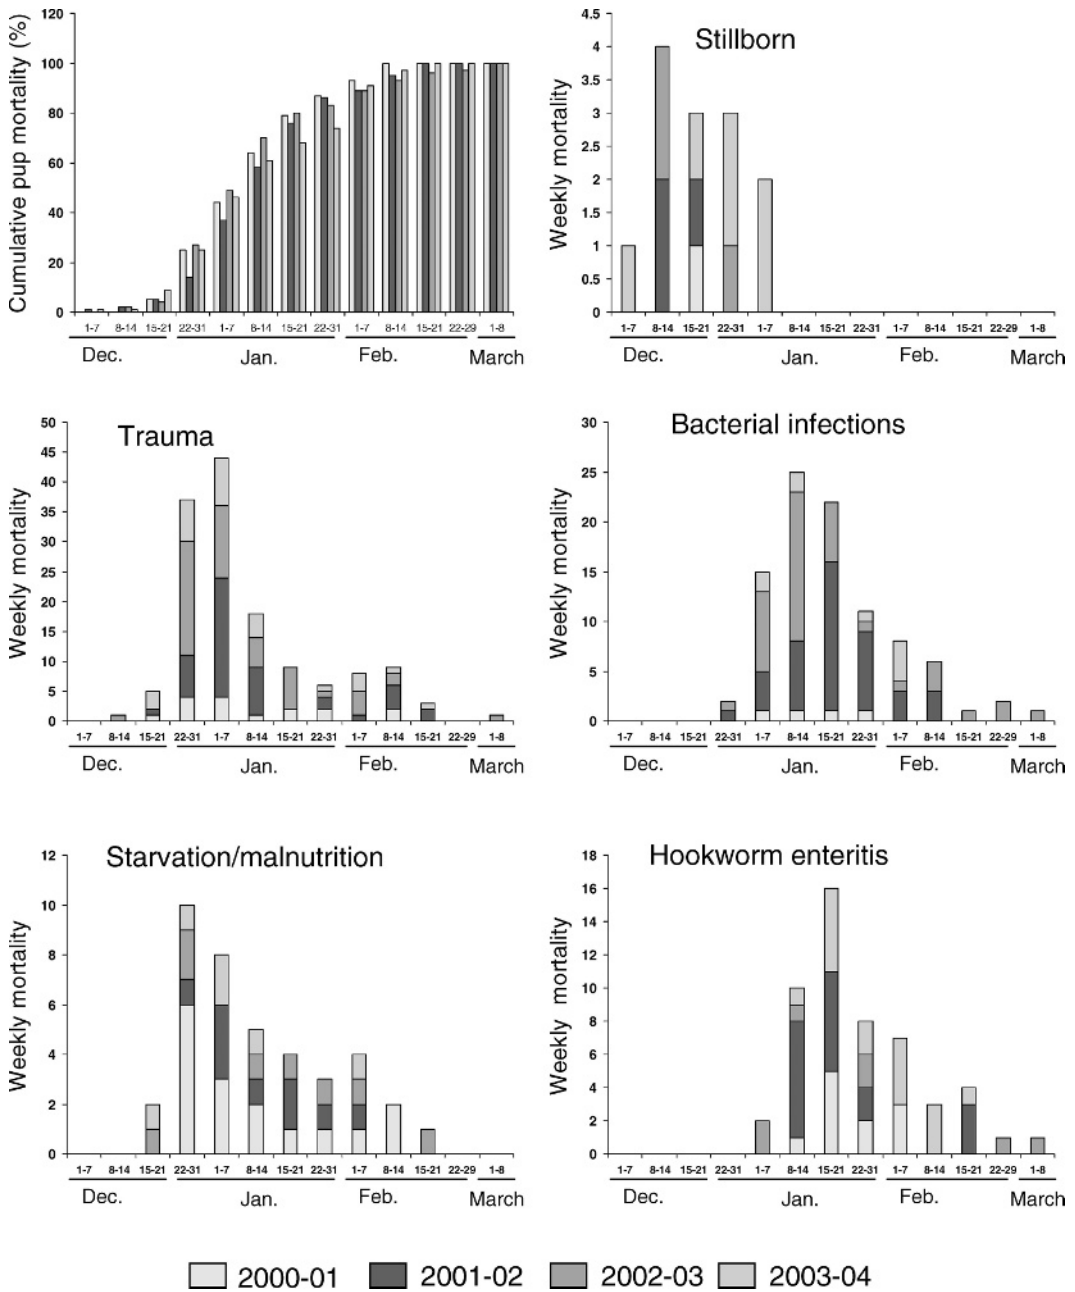 Cumulative pup mortality (%)
120
100
80
60
40
20
0
1-7 8-14 15-21 22-31 1-7 8-14 15-21 22-31 1-7 8-14 15-21 22-29 1-8
Dec. Jan. Feb. March
Stillborn
Weekly mortality
4.5
4
3.5
3
2.5
2
1.5
1
0.5
0
1-7 8-14 15-21 22-31 1-7 8-14 15-21 22-31 1-7 8-14 15-21 22-29 1-8
Dec. Jan. Feb. March
Trauma
Weekly mortality
50
45
40
35
30
25
20
15
10
5
0
1-7 8-14 15-21 22-31 1-7 8-14 15-21 22-31 1-7 8-14 15-21 22-29 1-8
Dec. Jan. Feb. March
Bacterial infections
Weekly mortality
30
25
20
15
10
5
0
1-7 8-14 15-21 22-31 1-7 8-14 15-21 22-31 1-7 8-14 15-21 22-29 1-8
Dec. Jan. Feb. March
Starvation/malnutrition
Weekly mortality
12
10
8
6
4
2
0
1-7 8-14 15-21 22-31 1-7 8-14 15-21 22-31 1-7 8-14 15-21 22-29 1-8
Dec. Jan. Feb. March
Hookworm enteritis
Weekly mortality
18
16
14
12
10
8
6
4
2
0
1-7 8-14 15-21 22-31 1-7 8-14 15-21 22-31 1-7 8-14 15-21 22-29 1-8
Dec. Jan. Feb. March
2000-01 2001-02 2002-03 2003-04